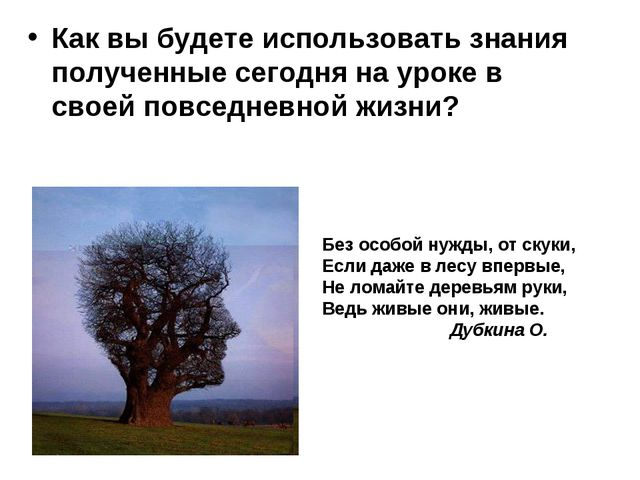 • Как вы будете использовать знания
полученные сегодня на уроке в
своей повседневной жизни?
Без особой нужды, от скуки,
Если даже в лесу впервые,
Не ломайте деревьям руки,
Ведь живые они, живые.
Дубкина О.